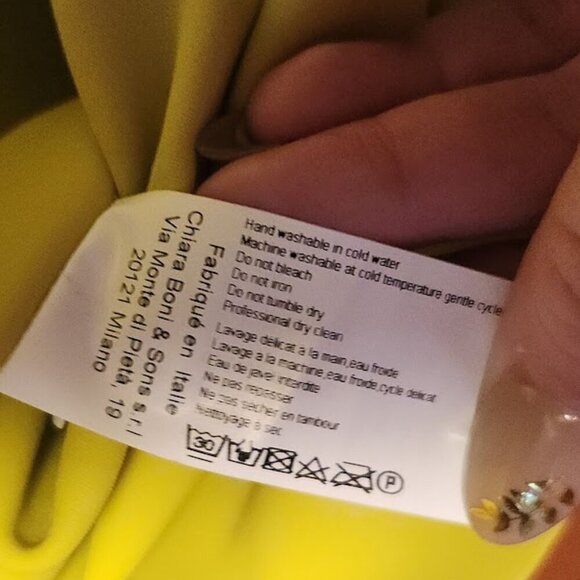 Hand washable in cold water
Machine washable at cold temperature gentle cycle
Do not bleach
Do not iron
Do not tumble dry
Professional dry clean
Lavage delicat a la main,eau froide
Lavage a la machine,eau froide,cycle delicat
Eau de javel interdite
Ne pas repasser
Ne pas sécher en tambour
Nettoyage a sec
30
P
Fabriqué en Italie
Chiara Boni & Sons s.r.l
Via Monte di Pietà, 19
20121 Milano